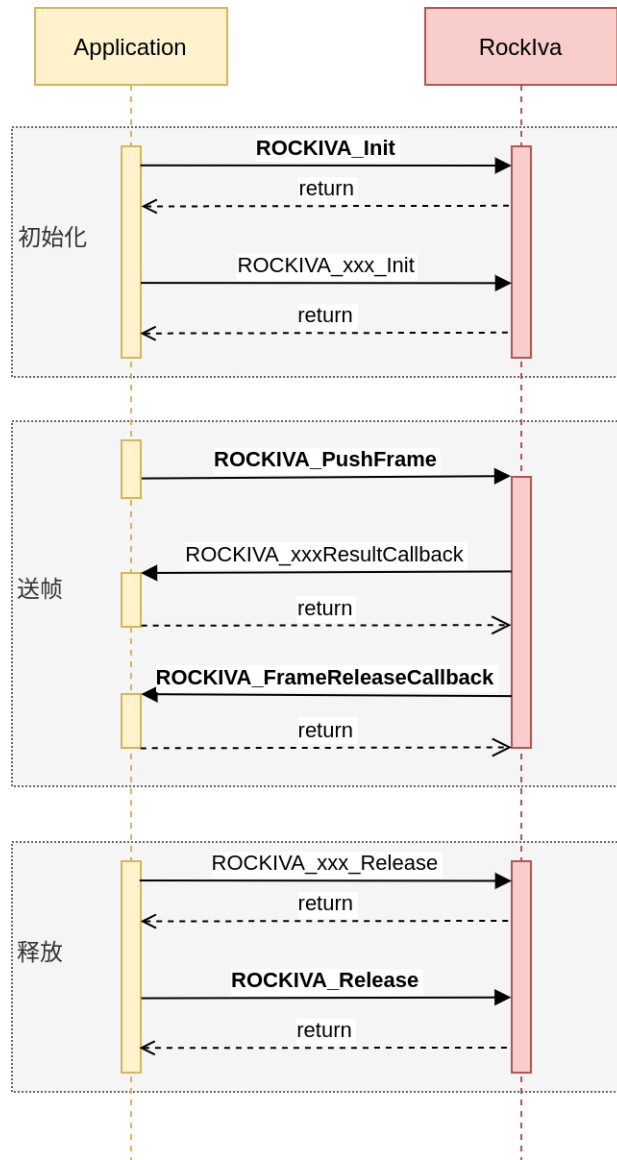 Application
RockIva
ROCKIVA_Init
return
初始化
ROCKIVA_xxx_Init
return
ROCKIVA_PushFrame
ROCKIVA_xxxResultCallback
送帧
return
ROCKIVA_FrameReleaseCallback
return
ROCKIVA_xxx_Release
return
释放
ROCKIVA_Release
return